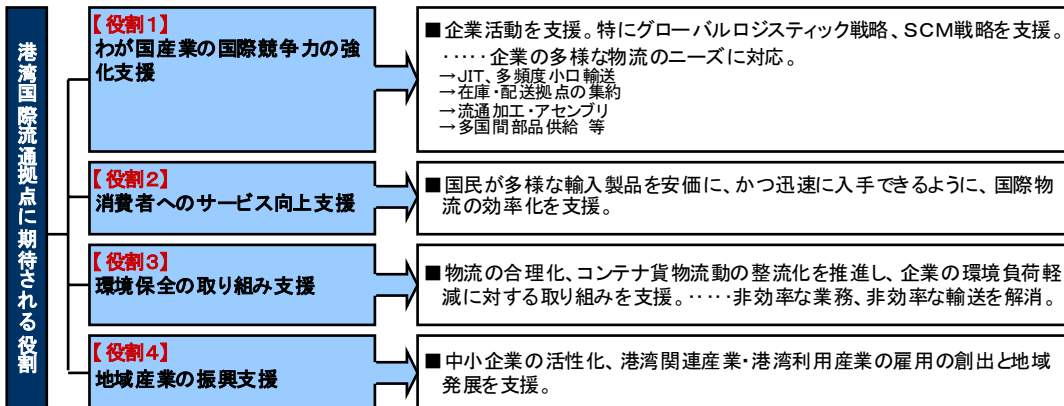 港湾国際流通拠点に期待される役割
【役割1】
わが国産業の国際競争力の強
化支援
■企業活動を支援。特にグローバルロジスティック戦略、SCM戦略を支援。
‥‥・企業の多様な物流のニーズに対応。
→JIT、多頻度小口輸送
→在庫・配送拠点の集約
→流通加工・アセンブリ
→多国間部品供給 等
【役割2】
消費者へのサービス向上支援
■国民が多様な輸入製品を安価に、かつ迅速に入手できるように、国際物
流の効率化を支援。
【役割3】
環境保全の取り組み支援
■物流の合理化、コンテナ貨物流動の整流化を推進し、企業の環境負荷軽
減に対する取り組みを支援。‥‥・非効率な業務、非効率な輸送を解消。
【役割4】
地域産業の振興支援
■中小企業の活性化、港湾関連産業・港湾利用産業の雇用の創出と地域
発展を支援。